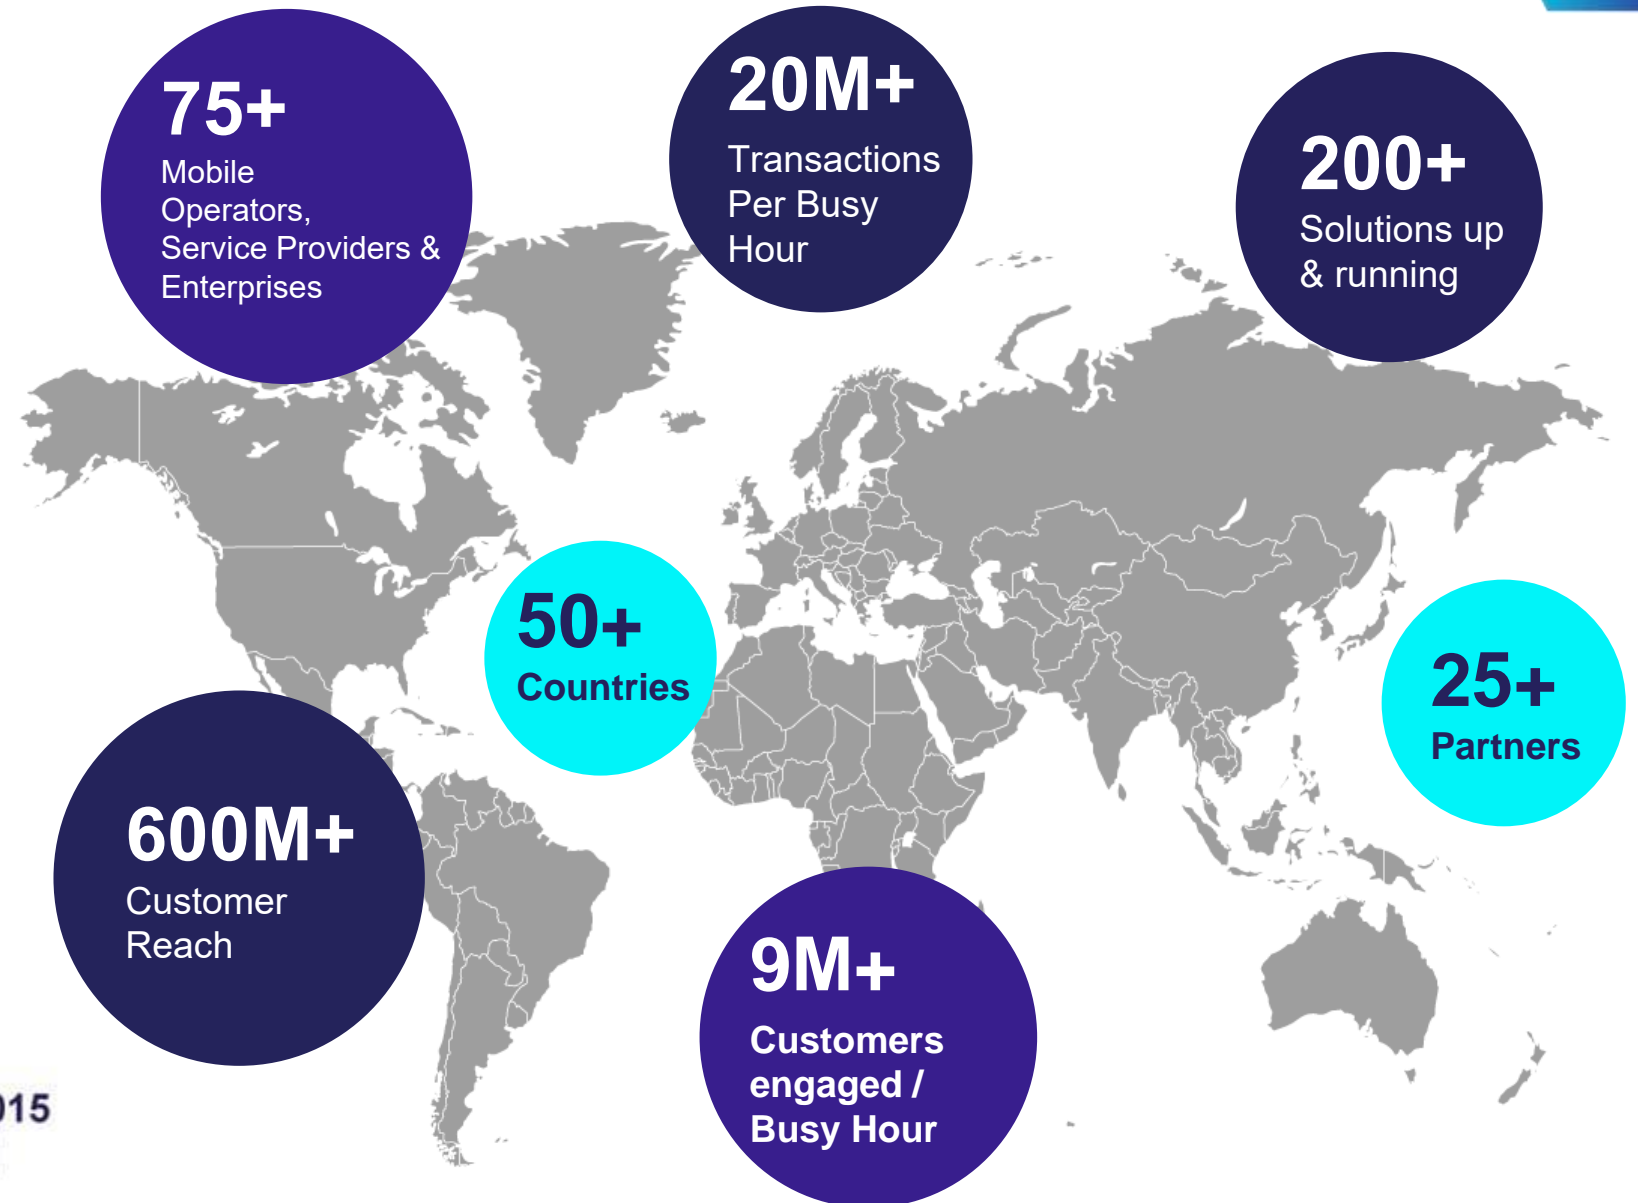 75+
Mobile
Operators,
Service Providers &
Enterprises
20M+
Transactions
Per Busy
Hour
200+
Solutions up
& running
50+
Countries
25+
Partners
600M+
Customer
Reach
9M+
Customers
engaged /
Busy Hour